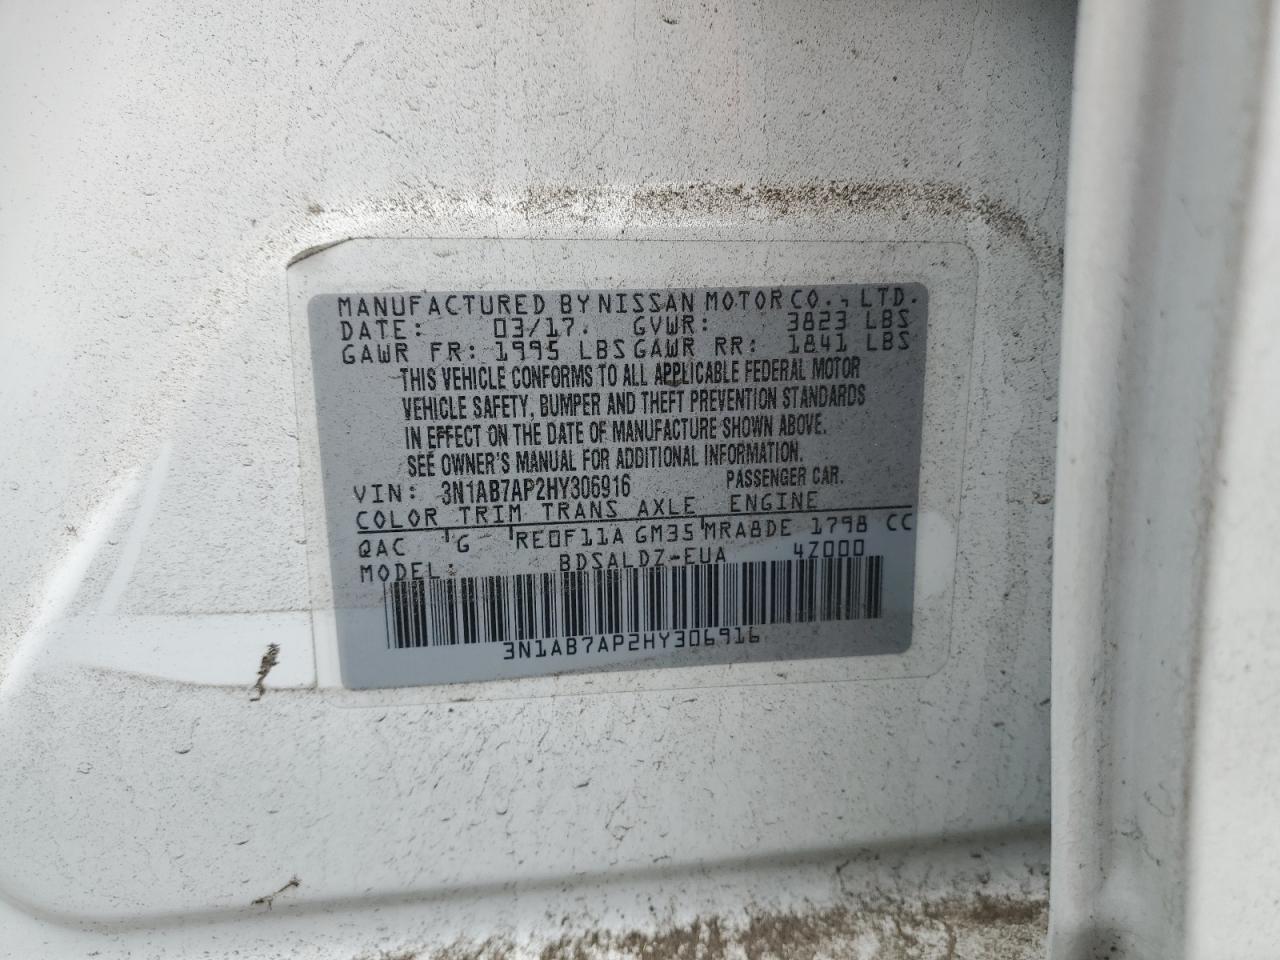 MANUFACTURED BY NISSAN MOTOR CO., LTD.
DATE: 03/17. GVWR: 3823 LBS
GAWR FR: 1995 LBS GAWR RR: 1841 LBS
THIS VEHICLE CONFORMS TO ALL APPLICABLE FEDERAL MOTOR
VEHICLE SAFETY, BUMPER AND THEFT PREVENTION STANDARDS
IN EFFECT ON THE DATE OF MANUFACTURE SHOWN ABOVE.
SEE OWNER'S MANUAL FOR ADDITIONAL INFORMATION.
VIN: 3N1AB7AP2HY306916 PASSENGER CAR.
COLOR TRIM TRANS AXLE ENGINE
QAC G RE0F11A GM35 MRA8DE 1798 CC
MODEL: BDSALDZ-EUA 4Z000
3N1AB7AP2HY306916